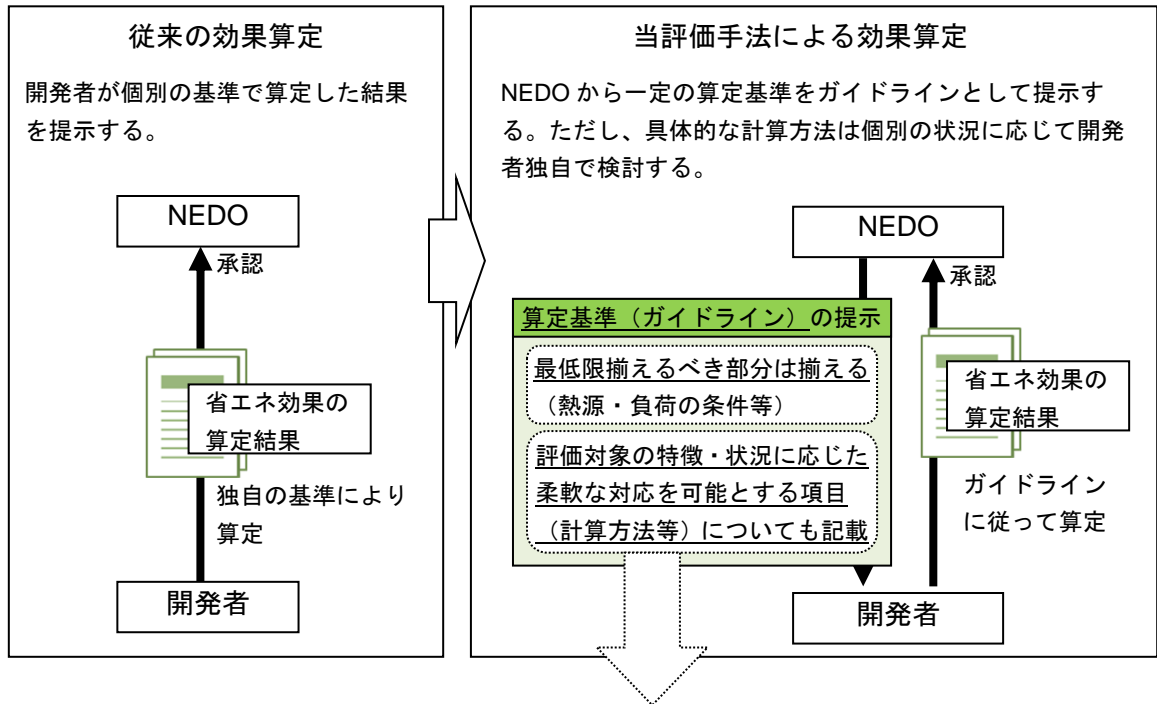 従来の効果算定
開発者が個別の基準で算定した結果
を提示する。
NEDO
承認
省エネ効果の
算定結果
独自の基準により
算定
開発者
当評価手法による効果算定
NEDO から一定の算定基準をガイドラインとして提示す
る。ただし、具体的な計算方法は個別の状況に応じて開発
者独自で検討する。
NEDO
承認
算定基準（ガイドライン）の提示
最低限揃えるべき部分は揃える
（熱源・負荷の条件等）
評価対象の特徴・状況に応じた
柔軟な対応を可能とする項目
（計算方法等）についても記載
省エネ効果の
算定結果
ガイドライン
に従って算定
開発者